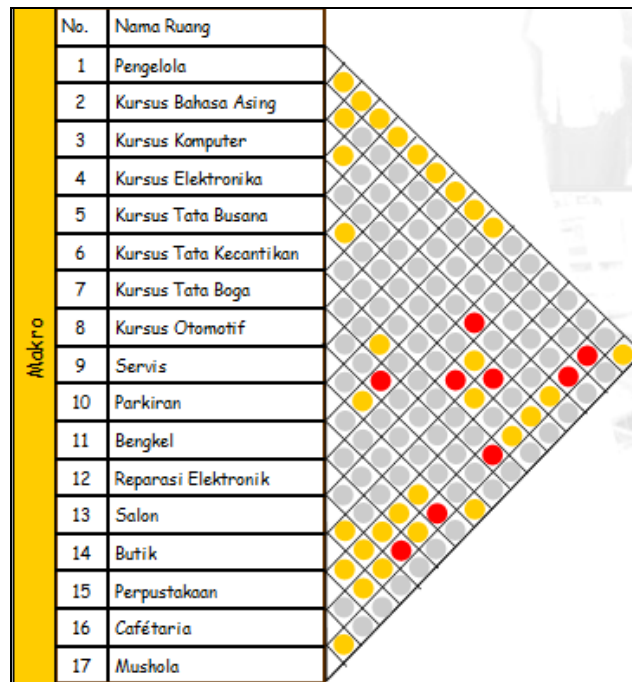 Makro
No. Nama Ruang
1 Pengelola
2 Kursus Bahasa Asing
3 Kursus Komputer
4 Kursus Elektronika
5 Kursus Tata Busana
6 Kursus Tata Kecantikan
7 Kursus Tata Boga
8 Kursus Otomotif
9 Servis
10 Parkiran
11 Bengkel
12 Reparasi Elektronik
13 Salon
14 Butik
15 Perpustakaan
16 Cafétaria
17 Mushola